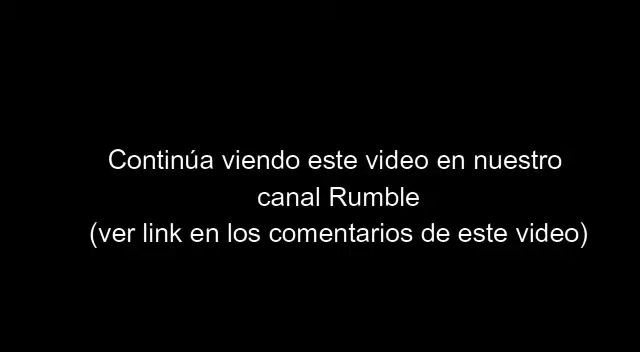 Continúa viendo este video en nuestro
canal Rumble
(ver link en los comentarios de este video)